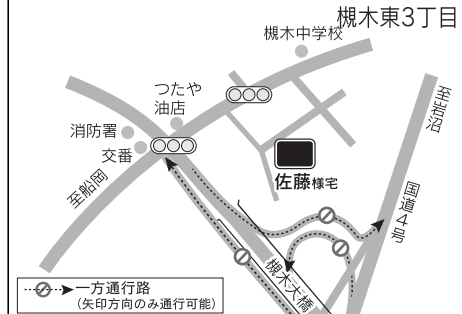 槻木東3丁目
槻木中学校
つたや
油店
消防署
交番
至船岡
佐藤様宅
至岩沼
国道4号
槻木大橋
一方通行路
(矢印方向のみ通行可能)